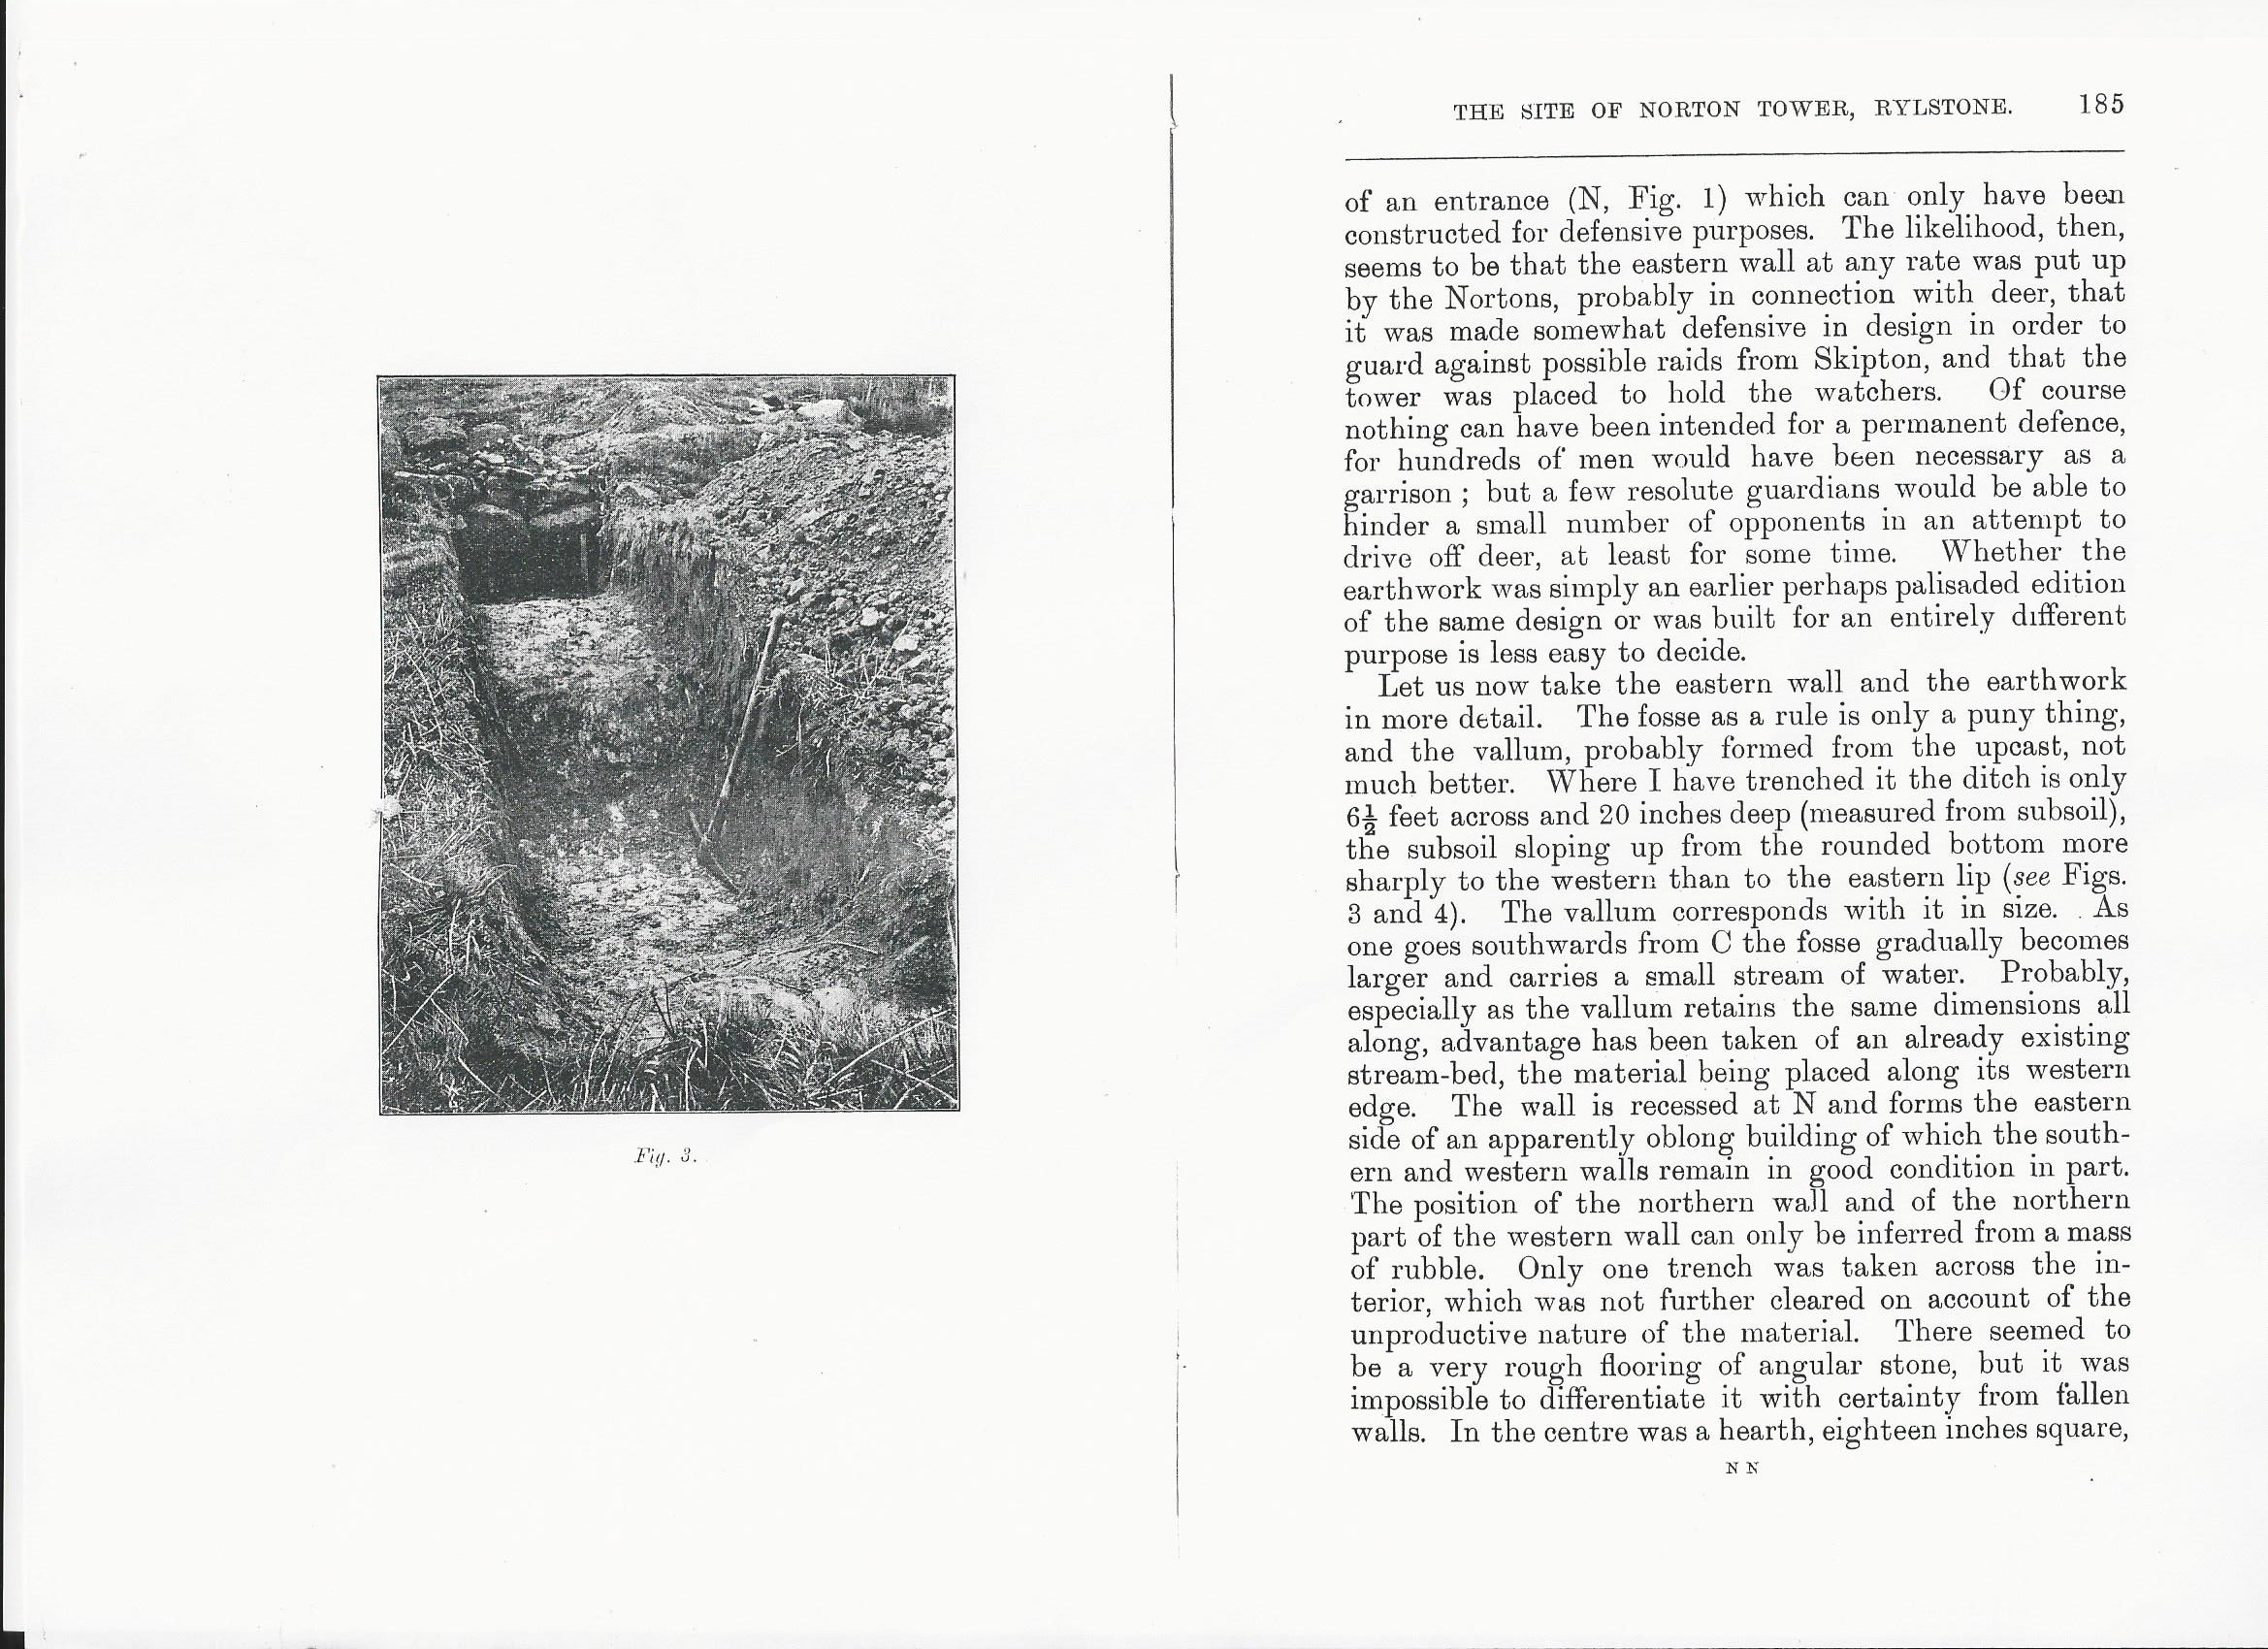 Fig. 3.
THE SITE OF NORTON TOWER, RYLSTONE. 185
of an entrance (N, Fig. 1) which can only have been
constructed for defensive purposes. The likelihood, then,
seems to be that the eastern wall at any rate was put up
by the Nortons, probably in connection with deer, that
it was made somewhat defensive in design in order to
guard against possible raids from Skipton, and that the
tower was placed to hold the watchers. Of course
nothing can have been intended for a permanent defence,
for hundreds of men would have been necessary as a
garrison ; but a few resolute guardians would be able to
hinder a small number of opponents in an attempt to
drive off deer, at least for some time. Whether the
earthwork was simply an earlier perhaps palisaded edition
of the same design or was built for an entirely different
purpose is less easy to decide.
Let us now take the eastern wall and the earthwork
in more detail. The fosse as a rule is only a puny thing,
and the vallum, probably formed from the upcast, not
much better. Where I have trenched it the ditch is only
6½ feet across and 20 inches deep (measured from subsoil),
the subsoil sloping up from the rounded bottom more
sharply to the western than to the eastern lip (see Figs.
3 and 4). The vallum corresponds with it in size. As
one goes southwards from C the fosse gradually becomes
larger and carries a small stream of water. Probably,
especially as the vallum retains the same dimensions all
along, advantage has been taken of an already existing
stream-bed, the material being placed along its western
edge. The wall is recessed at N and forms the eastern
side of an apparently oblong building of which the south-
ern and western walls remain in good condition in part.
The position of the northern wall and of the northern
part of the western wall can only be inferred from a mass
of rubble. Only one trench was taken across the in-
terior, which was not further cleared on account of the
unproductive nature of the material. There seemed to
be a very rough flooring of angular stone, but it was
impossible to differentiate it with certainty from fallen
walls. In the centre was a hearth, eighteen inches square,
N N